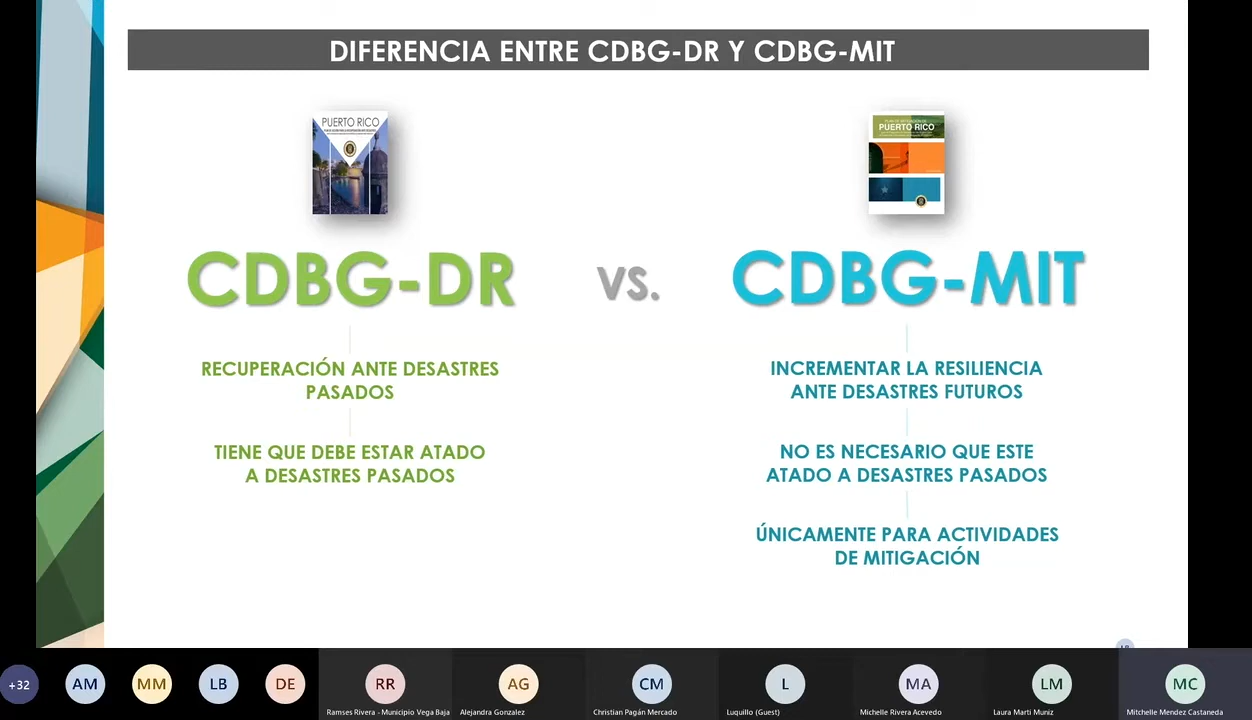 DIFERENCIA ENTRE CDBG-DR Y CDBG-MIT
PUERTO RICO
PUERTO RICO
CDBG-DR
VS.
CDBG-MIT
RECUPERACIÓN ANTE DESASTRES
PASADOS
TIENE QUE DEBE ESTAR ATADO
A DESASTRES PASADOS
INCREMENTAR LA RESILIENCIA
ANTE DESASTRES FUTUROS
NO ES NECESARIO QUE ESTE
ATADO A DESASTRES PASADOS
ÚNICAMENTE PARA ACTIVIDADES
DE MITIGACIÓN
+32
AM
MM
LB
DE
RR
Ramses Rivera - Municipio Vega Baja
AG
Alejandra Gonzalez
CM
Christian Pagán Mercado
L
Luquillo (Guest)
MA
Michelle Rivera Acevedo
LM
Laura Marti Muniz
MC
Mitchelle Mendez Castaneda